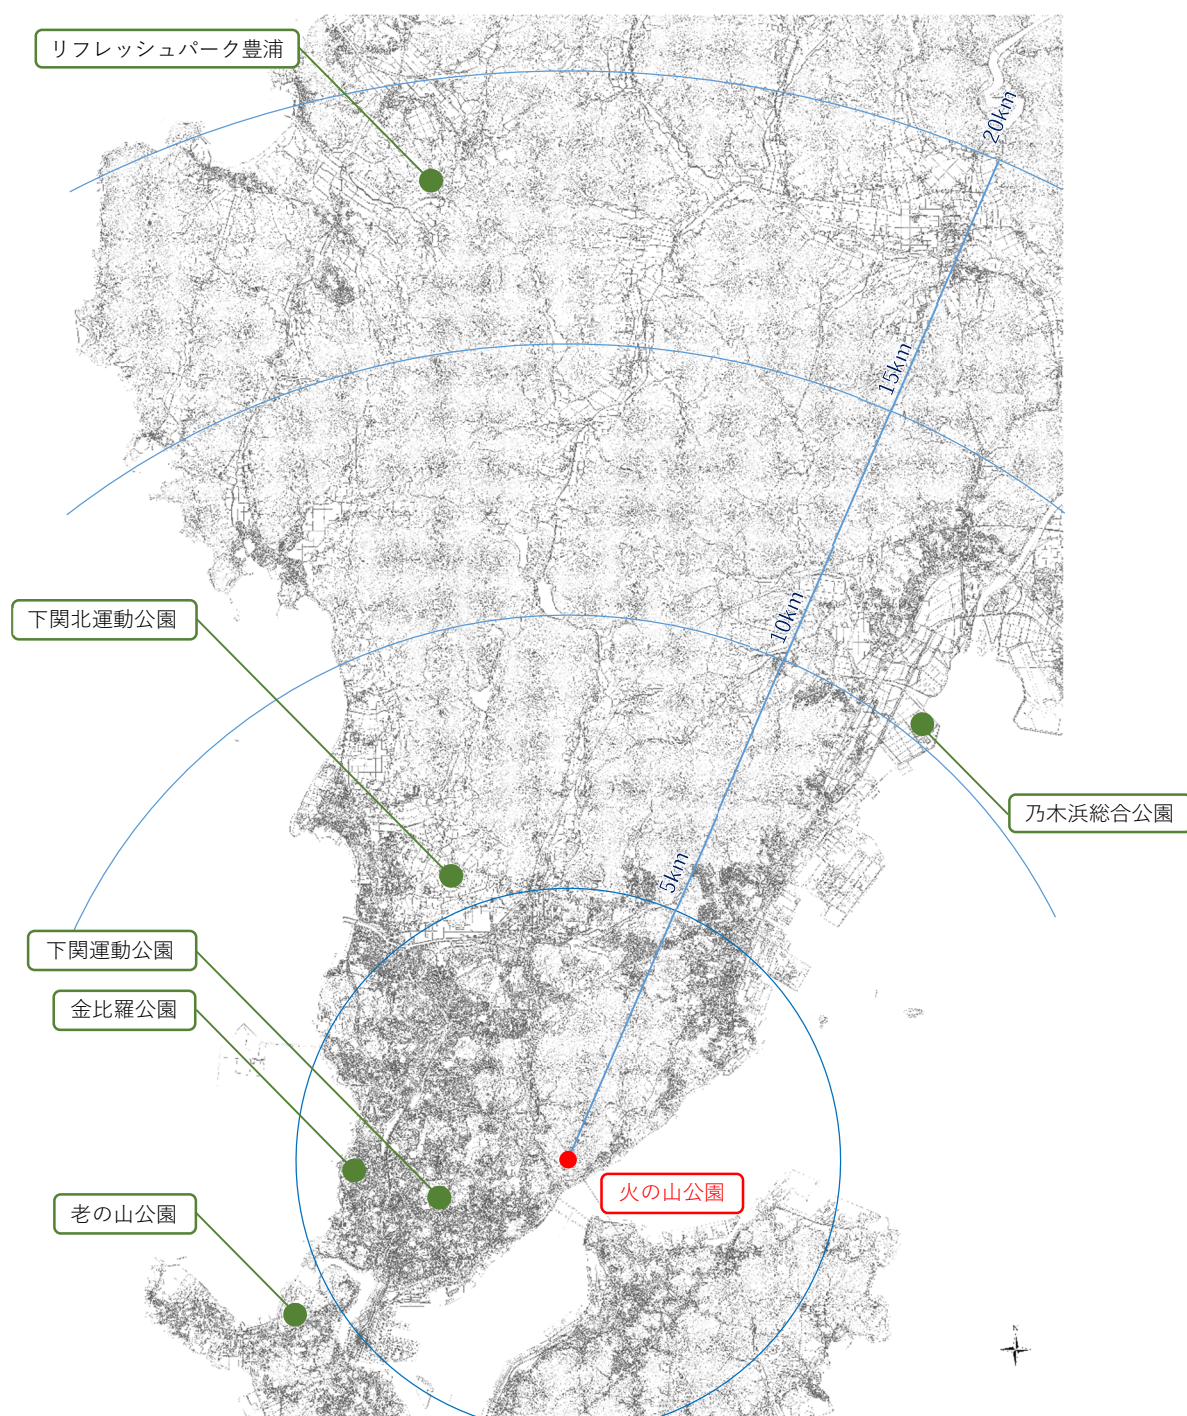 リフレッシュパーク豊浦
20km
15km
10km
下関北運動公園
乃木浜総合公園
5km
下関運動公園
金比羅公園
火の山公園
老の山公園
N